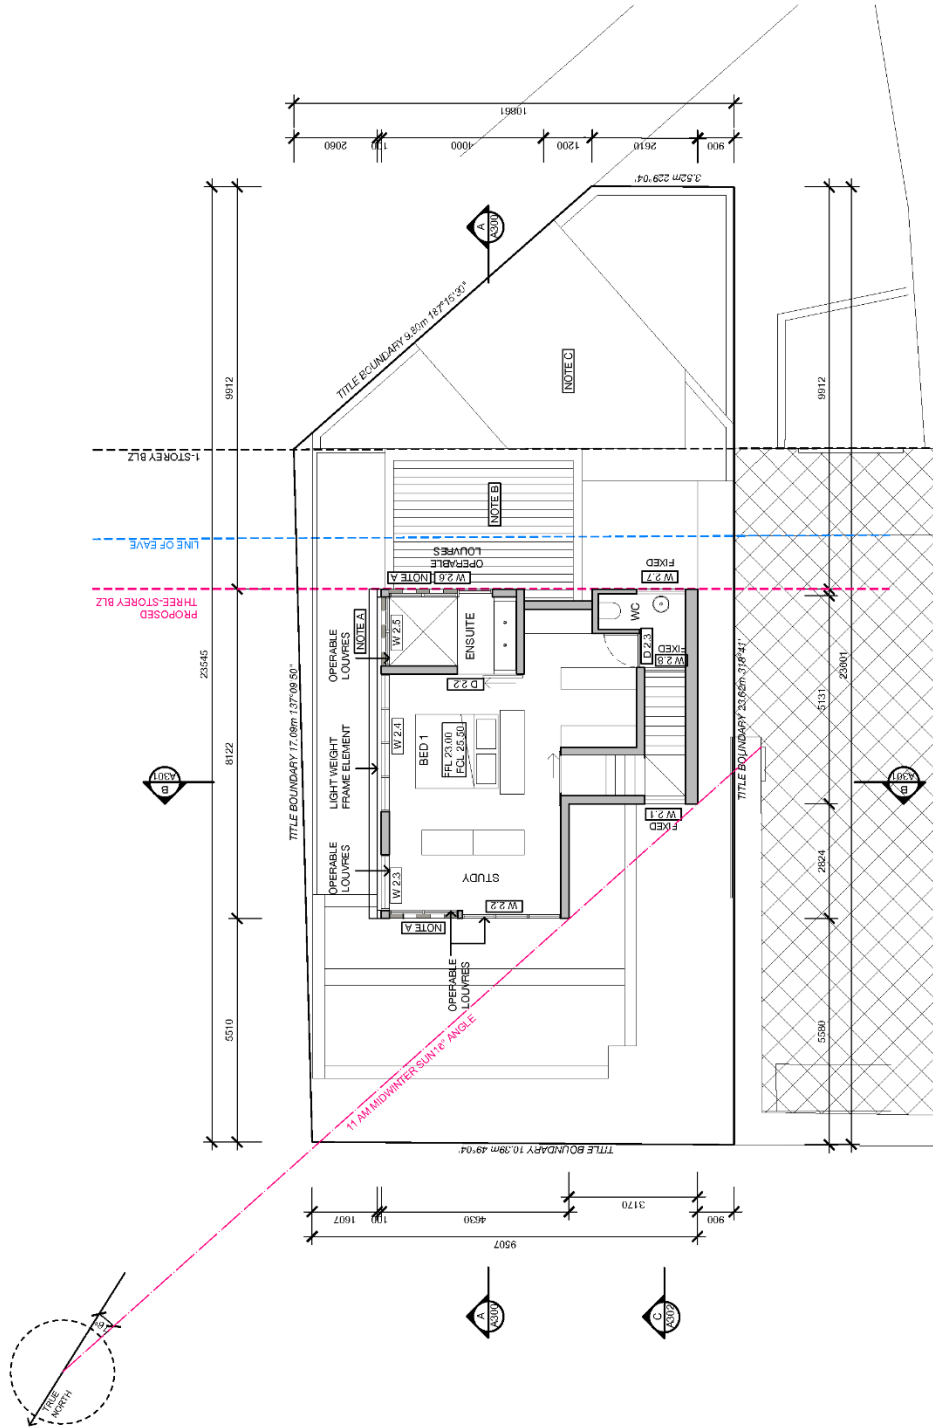 10861
2060
100
4000
1200
2610
900
3.52m 229°04'
A
A300
TITLE BOUNDARY 9.80m 187°15'30"
9912
9912
NOTE C
1-STOREY BLZ
NOTE B
LINE OF EAVE
OPERABLE
LOUVRES
NOTE A
W 2.6
W 2.7
FIXED
PROPOSED
THREE-STOREY BLZ
NOTE A
OPERABLE
LOUVRES
W 2.5
ENSUITE
WC
D 2.3
FIXED
W 2.8
D 2.2
23545
23601
TITLE BOUNDARY 17.09m 137°09'50"
TITLE BOUNDARY 23.62m 318°41'
5131
8122
LIGHT WEIGHT
FRAME ELEMENT
W 2.4
BED 1
FFL 23.00
FCL 25.50
B
A301
B
A301
W 2.1
FIXED
OPERABLE
LOUVRES
W 2.3
STUDY
2824
NOTE A
W 2.2
OPERABLE
LOUVRES
5510
5580
11 AM MIDWINTER SUN 16° ANGLE
TITLE BOUNDARY 10.39m 49°04'
3170
1607
100
4630
900
9507
A
A300
C
A302
16°
TRUE
NORTH